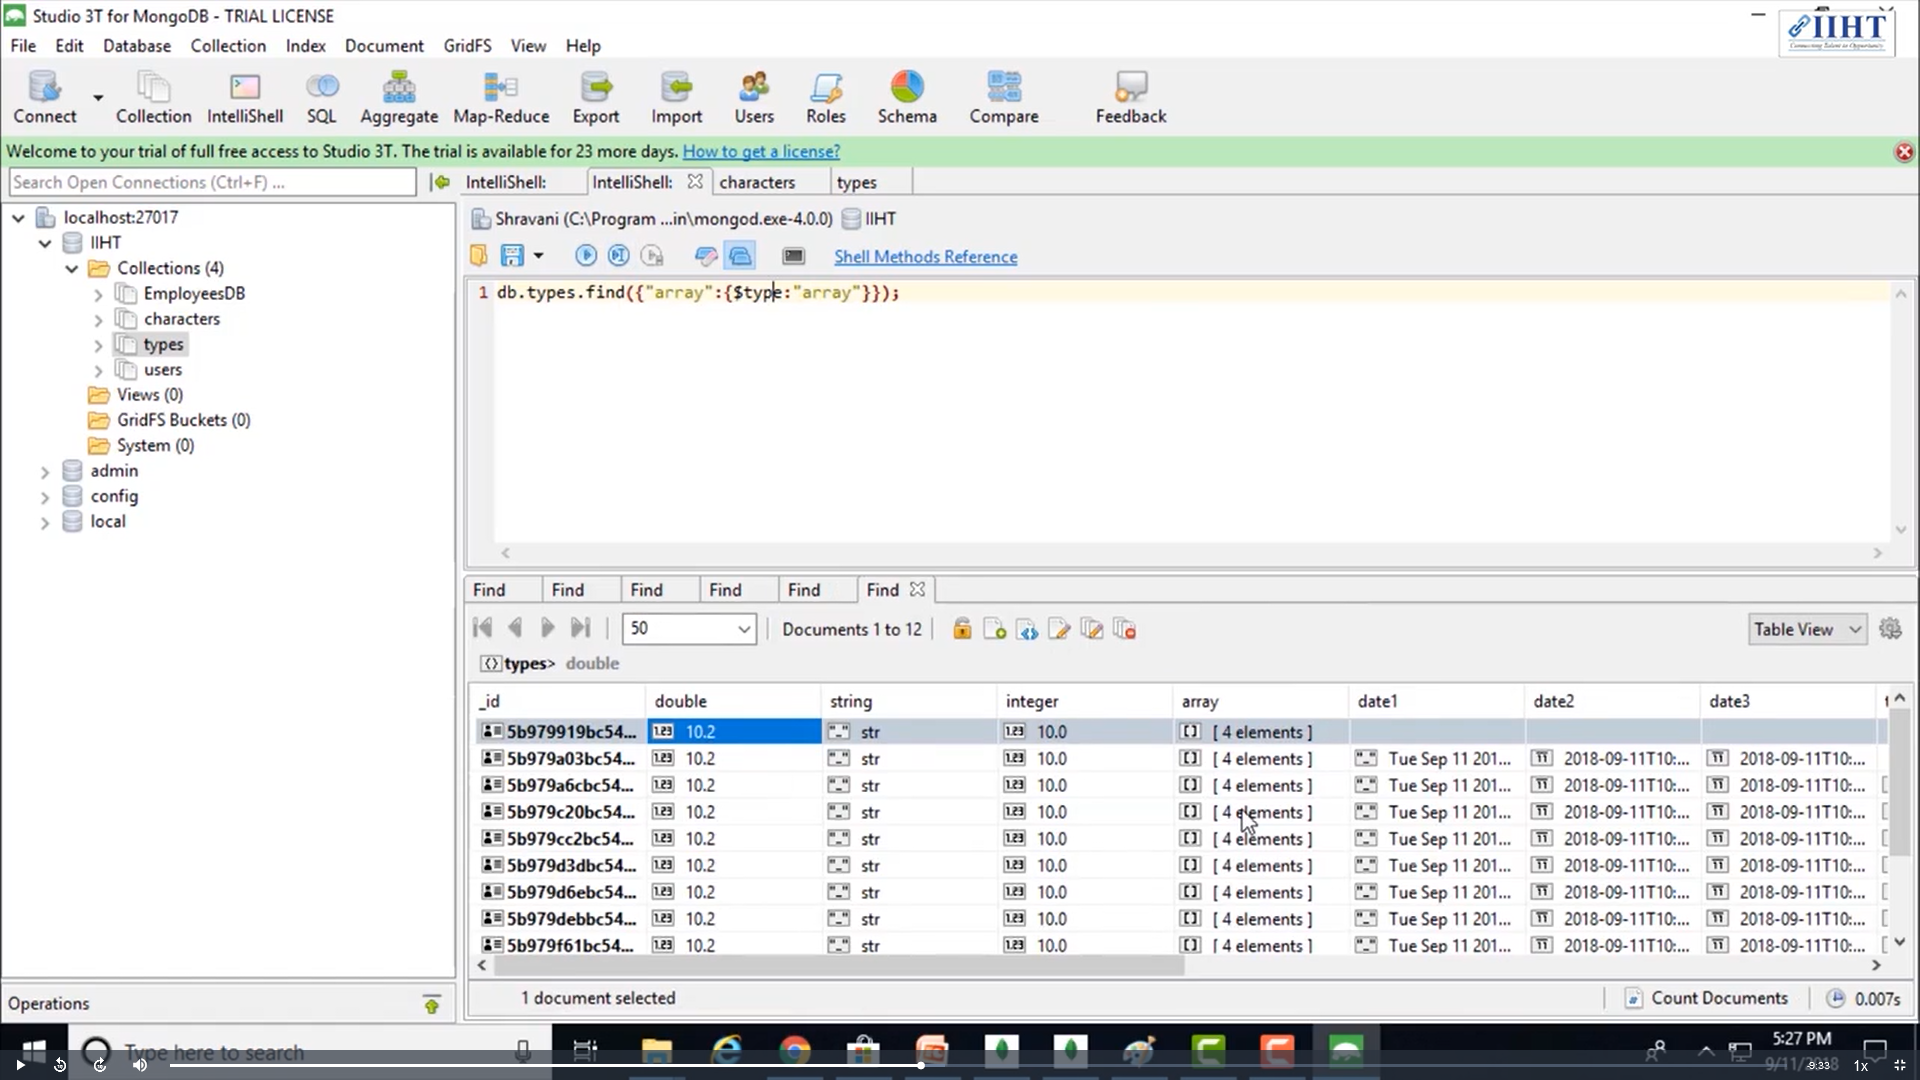 Studio 3T for MongoDB - TRIAL LICENSE
IIHT
File Edit Database Collection Index Document GridFS View Help
Connect Collection IntelliShell SQL Aggregate Map-Reduce Export Import Users Roles Schema Compare Feedback
Welcome to your trial of full free access to Studio 3T. The trial is available for 23 more days. How to get a license?
Search Open Connections (Ctrl+F) ...
IntelliShell: IntelliShell: characters types
localhost:27017
IIHT
Collections (4)
EmployeesDB
characters
types
users
Views (0)
GridFS Buckets (0)
System (0)
admin
config
local
Shravani (C:\Program ...in\mongod.exe-4.0.0) IIHT
Shell Methods Reference
1 db.types.find({"array":{$type:"array"}});
Find Find Find Find Find Find
50 Documents 1 to 12 Table View
types> double
_id double string integer array date1 date2 date3
5b979919bc54... 10.2 str 10.0 [ 4 elements ]
5b979a03bc54... 10.2 str 10.0 [ 4 elements ] Tue Sep 11 201... 2018-09-11T10:... 2018-09-11T10:...
5b979a6cbc54... 10.2 str 10.0 [ 4 elements ] Tue Sep 11 201... 2018-09-11T10:... 2018-09-11T10:...
5b979c20bc54... 10.2 str 10.0 [ 4 elements ] Tue Sep 11 201... 2018-09-11T10:... 2018-09-11T10:...
5b979cc2bc54... 10.2 str 10.0 [ 4 elements ] Tue Sep 11 201... 2018-09-11T10:... 2018-09-11T10:...
5b979d3dbc54... 10.2 str 10.0 [ 4 elements ] Tue Sep 11 201... 2018-09-11T10:... 2018-09-11T10:...
5b979d6ebc54... 10.2 str 10.0 [ 4 elements ] Tue Sep 11 201... 2018-09-11T10:... 2018-09-11T10:...
5b979debbc54... 10.2 str 10.0 [ 4 elements ] Tue Sep 11 201... 2018-09-11T10:... 2018-09-11T10:...
5b979f61bc54... 10.2 str 10.0 [ 4 elements ] Tue Sep 11 201... 2018-09-11T10:... 2018-09-11T10:...
Operations
1 document selected Count Documents 0.007s
Type here to search
5:27 PM
9/11/2018
-9:33 1x